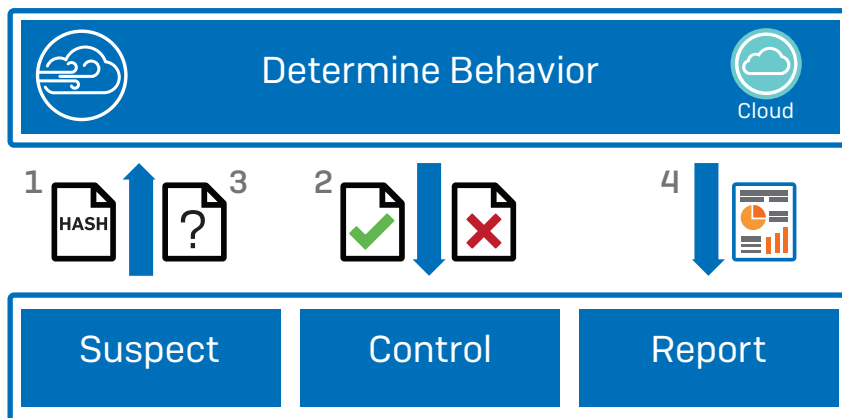 Determine Behavior
Cloud
1
HASH
?
3
2
4
Suspect
Control
Report